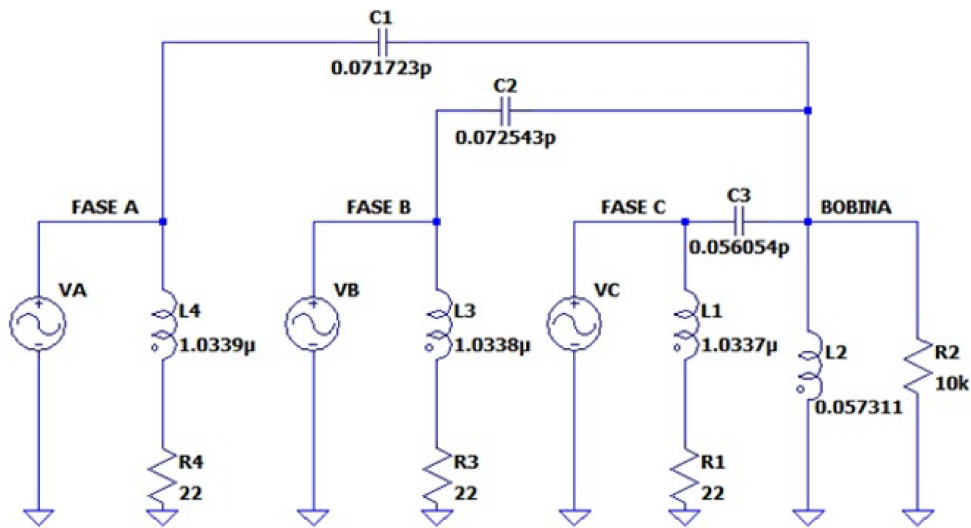 C1
0.071723p
C2
0.072543p
FASE A
FASE B
FASE C
C3
BOBINA
0.056054p
VA
L4
1.0339µ
VB
L3
1.0338µ
VC
L1
1.0337µ
L2
0.057311
R2
10k
R4
22
R3
22
R1
22